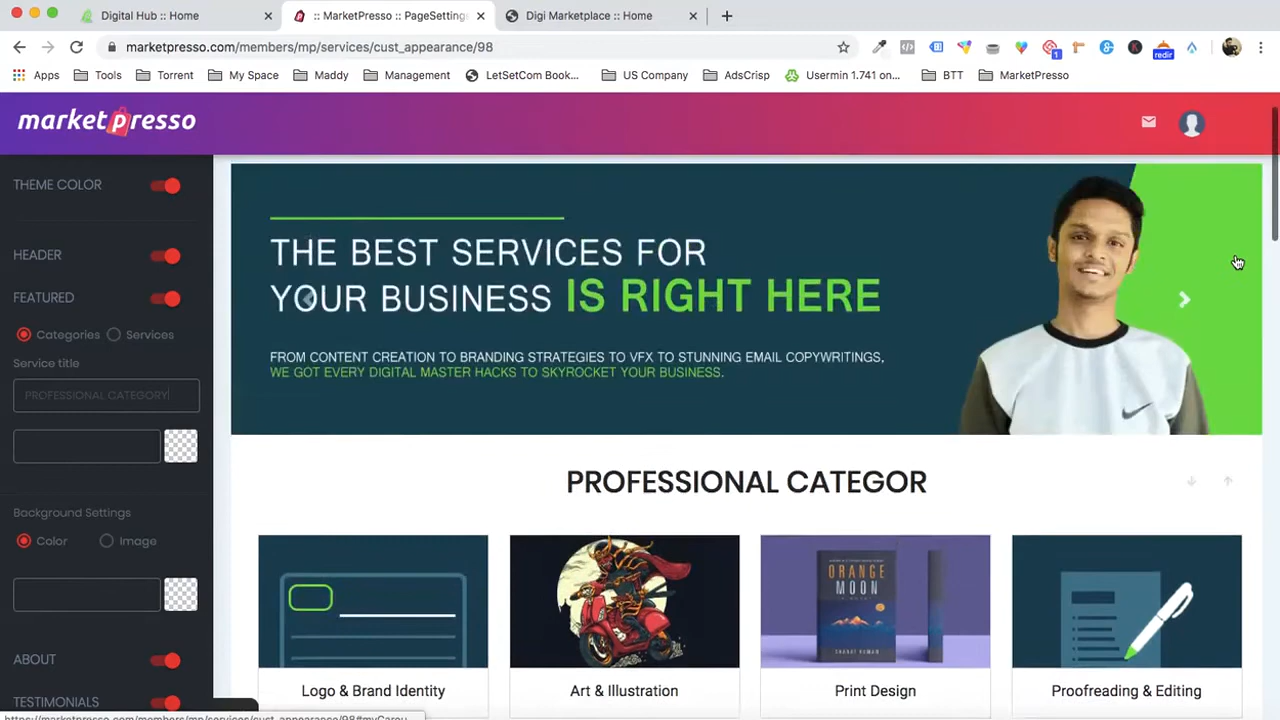 Digital Hub :: Home
:: MarketPresso :: PageSettings
Digi Marketplace :: Home
marketpresso.com/members/mp/services/cust_appearance/98
1
redir
Apps
Tools
Torrent
My Space
Maddy
Management
LetSetCom Book...
US Company
AdsCrisp
Usermin 1.741 on...
BTT
MarketPresso
marketpresso
THEME COLOR
HEADER
FEATURED
Categories
Services
Service title
PROFESSIONAL CATEGORY
Background Settings
Color
Image
ABOUT
TESTIMONIALS
THE BEST SERVICES FOR
YOUR BUSINESS IS RIGHT HERE
FROM CONTENT CREATION TO BRANDING STRATEGIES TO VFX TO STUNNING EMAIL COPYWRITINGS,
WE GOT EVERY DIGITAL MASTER HACKS TO SKYROCKET YOUR BUSINESS.
PROFESSIONAL CATEGOR
ORANGE
MOON
Logo & Brand Identity
Art & Illustration
Print Design
Proofreading & Editing